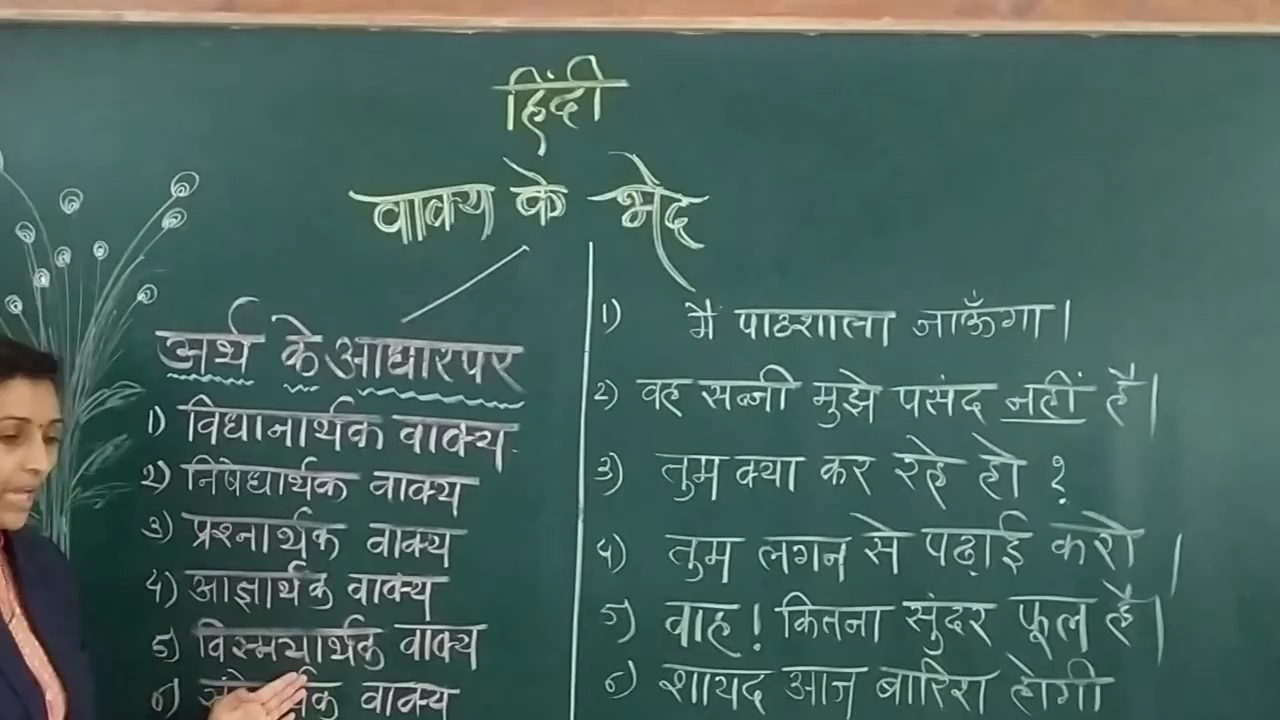 हिंदी
वाक्य के भेद
अर्थ के आधारपर
1) विधानार्थक वाक्य
2) निषेधार्थक वाक्य
3) प्रश्नार्थक वाक्य
4) आज्ञार्थक वाक्य
5) विस्मयार्थक वाक्य
6) वाक्य
1) मै पाठशाला जाऊँगा।
2) वह सब्जी मुझे पसंद नहीं है।
3) तुम क्या कर रहे हो ?
4) तुम लगन से पढ़ाई करो ।
5) वाह! कितना सुंदर फूल है।
6) शायद आज बारिश होगी